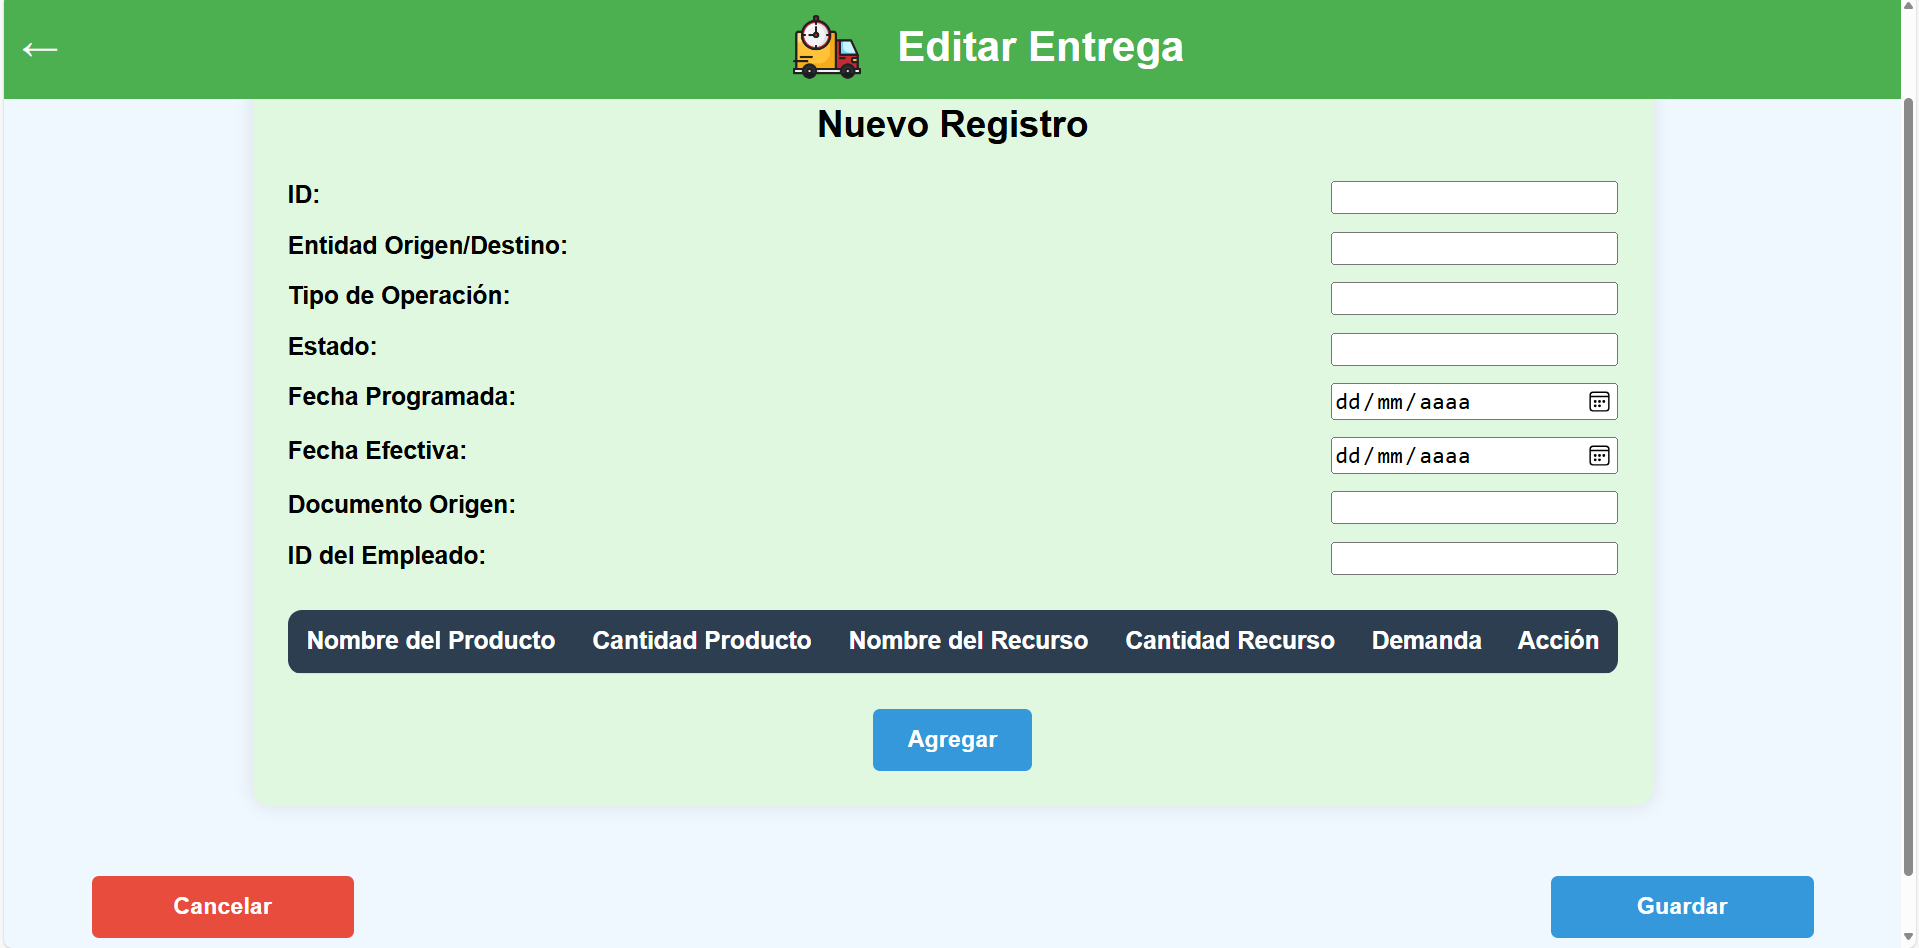 Editar Entrega
Nuevo Registro
ID:
Entidad Origen/Destino:
Tipo de Operación:
Estado:
Fecha Programada: dd/mm/aaaa
Fecha Efectiva: dd/mm/aaaa
Documento Origen:
ID del Empleado:
Nombre del Producto Cantidad Producto Nombre del Recurso Cantidad Recurso Demanda Acción
Agregar
Cancelar Guardar